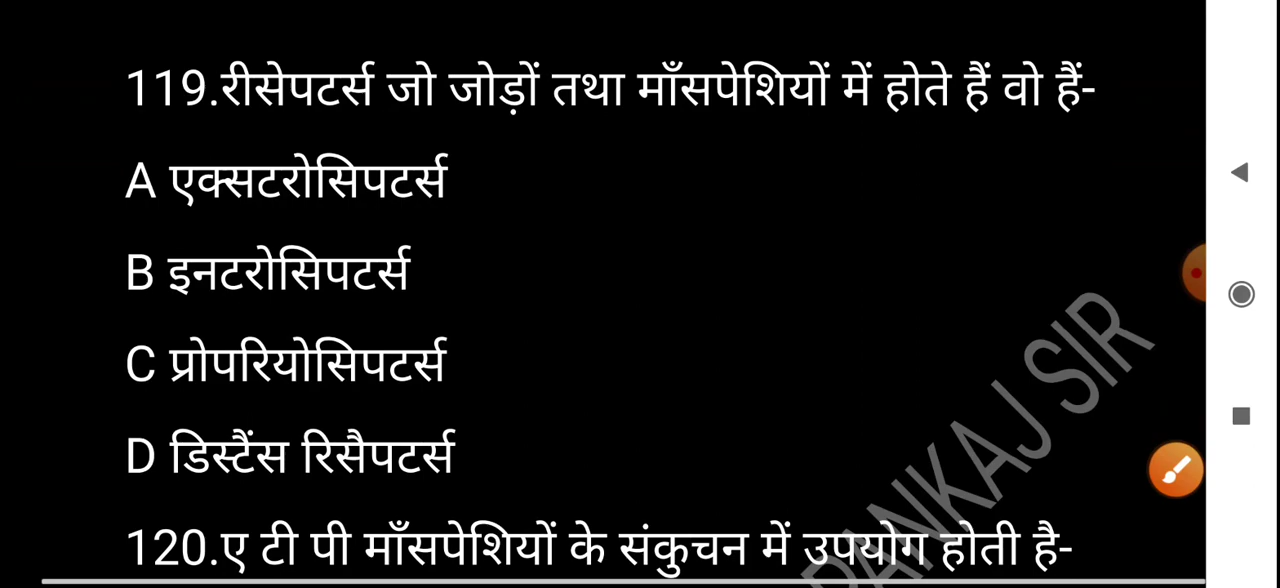 119.रीसेपटर्स जो जोड़ों तथा माँसपेशियों में होते हैं वो हैं-
A एक्सटरोसिपटर्स
B इनटरोसिपटर्स
C प्रोपरियोसिपटर्स
D डिस्टैंस रिसैपटर्स
120.ए टी पी माँसपेशियों के संकुचन में उपयोग होती है-
PANKAJ SIR